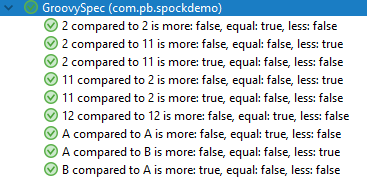 GroovySpec (com.pb.spockdemo)
2 compared to 2 is more: false, equal: true, less: false
2 compared to 11 is more: false, equal: false, less: true
2 compared to 11 is more: false, equal: false, less: true
11 compared to 2 is more: true, equal: false, less: false
11 compared to 2 is more: true, equal: false, less: false
12 compared to 12 is more: false, equal: true, less: false
A compared to A is more: false, equal: true, less: false
A compared to B is more: false, equal: false, less: true
B compared to A is more: true, equal: false, less: false